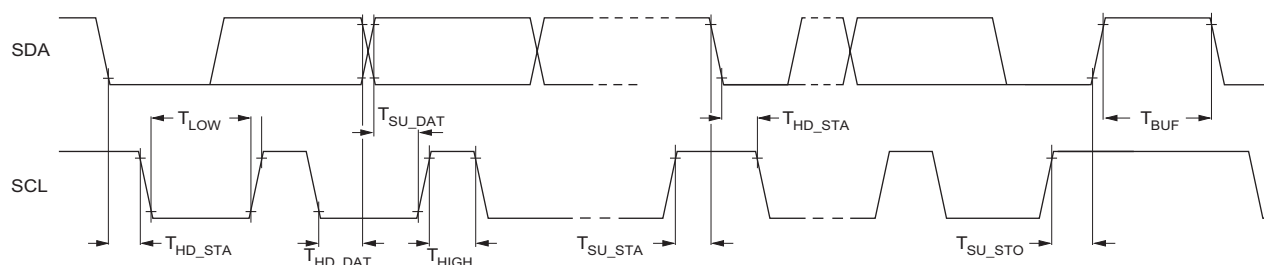 SDA
T_LOW
T_SU_DAT
T_HD_STA
T_BUF
SCL
T_HD_STA
T_HD_DAT
T_HIGH
T_SU_STA
T_SU_STO